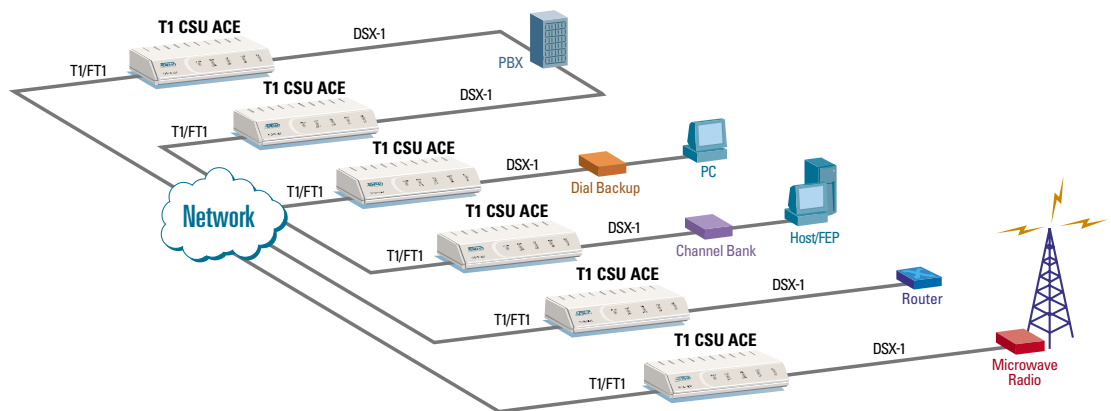 T1 CSU ACE
DSX-1
T1/FT1
PBX
T1 CSU ACE
DSX-1
T1/FT1
T1 CSU ACE
DSX-1
T1/FT1
Dial Backup
PC
Network
T1 CSU ACE
DSX-1
T1/FT1
Channel Bank
Host/FEP
T1 CSU ACE
DSX-1
T1/FT1
Router
T1 CSU ACE
DSX-1
T1/FT1
Microwave
Radio